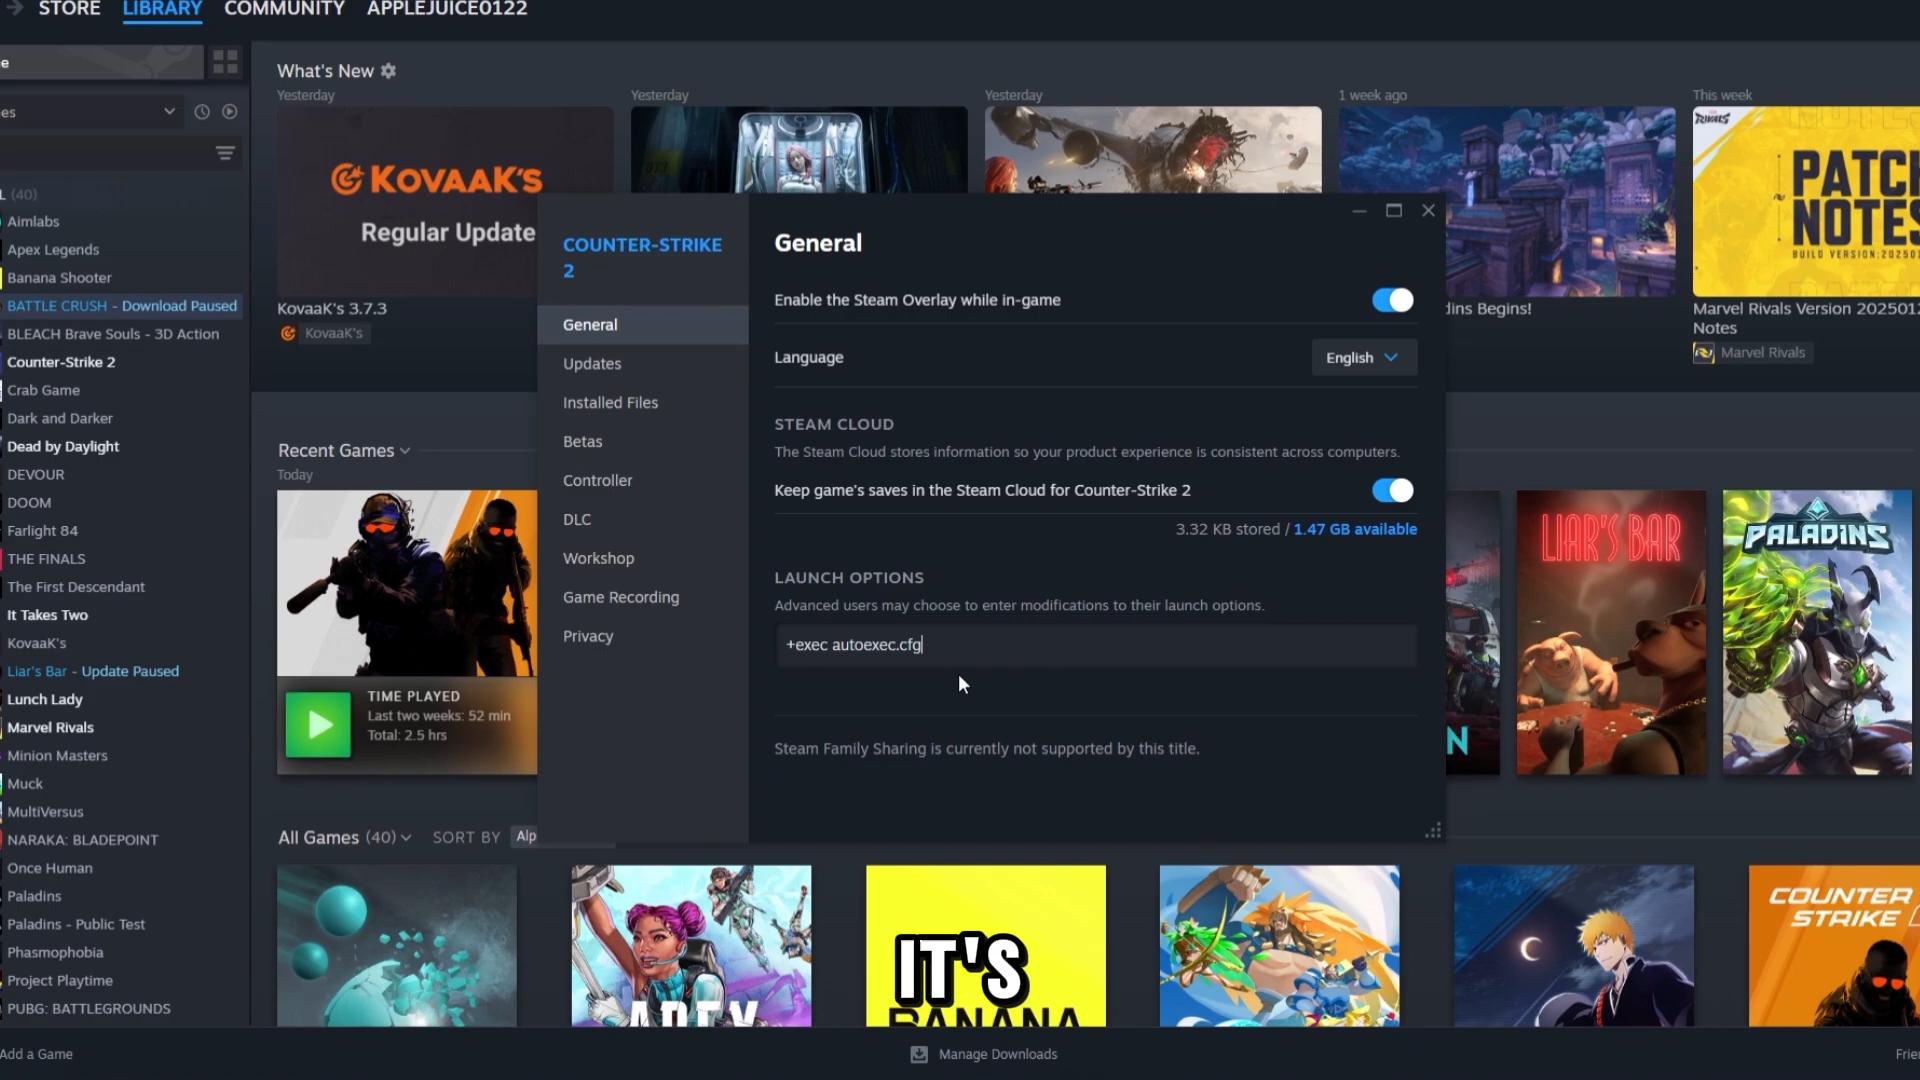 STORE LIBRARY COMMUNITY APPLEJUICE0122
What's New
Yesterday
Yesterday
Yesterday
1 week ago
This week
KOVAAK'S
Regular Update
KovaaK's 3.7.3
KovaaK's
dins Begins!
RIVALS
PATCH
NOTES
Marvel Rivals Version 2025012
Notes
Marvel Rivals
(40)
Aimlabs
Apex Legends
Banana Shooter
BATTLE CRUSH - Download Paused
BLEACH Brave Souls - 3D Action
Counter-Strike 2
Crab Game
Dark and Darker
Dead by Daylight
DEVOUR
DOOM
Farlight 84
THE FINALS
The First Descendant
It Takes Two
KovaaK's
Liar's Bar - Update Paused
Lunch Lady
Marvel Rivals
Minion Masters
Muck
MultiVersus
NARAKA: BLADEPOINT
Once Human
Paladins
Paladins - Public Test
Phasmophobia
Project Playtime
PUBG: BATTLEGROUNDS
Add a Game
COUNTER-STRIKE
2
General
Updates
Installed Files
Betas
Controller
DLC
Workshop
Game Recording
Privacy
General
Enable the Steam Overlay while in-game
Language
English
STEAM CLOUD
The Steam Cloud stores information so your product experience is consistent across computers.
Keep game's saves in the Steam Cloud for Counter-Strike 2
3.32 KB stored / 1.47 GB available
LAUNCH OPTIONS
Advanced users may choose to enter modifications to their launch options.
+exec autoexec.cfg
Steam Family Sharing is currently not supported by this title.
Recent Games
Today
TIME PLAYED
Last two weeks: 52 min
Total: 2.5 hrs
LIAR'S BAR
PALADINS
All Games (40)
SORT BY
Alp
APEX
IT'S
BANANA
COUNTER
STRIKE
Manage Downloads